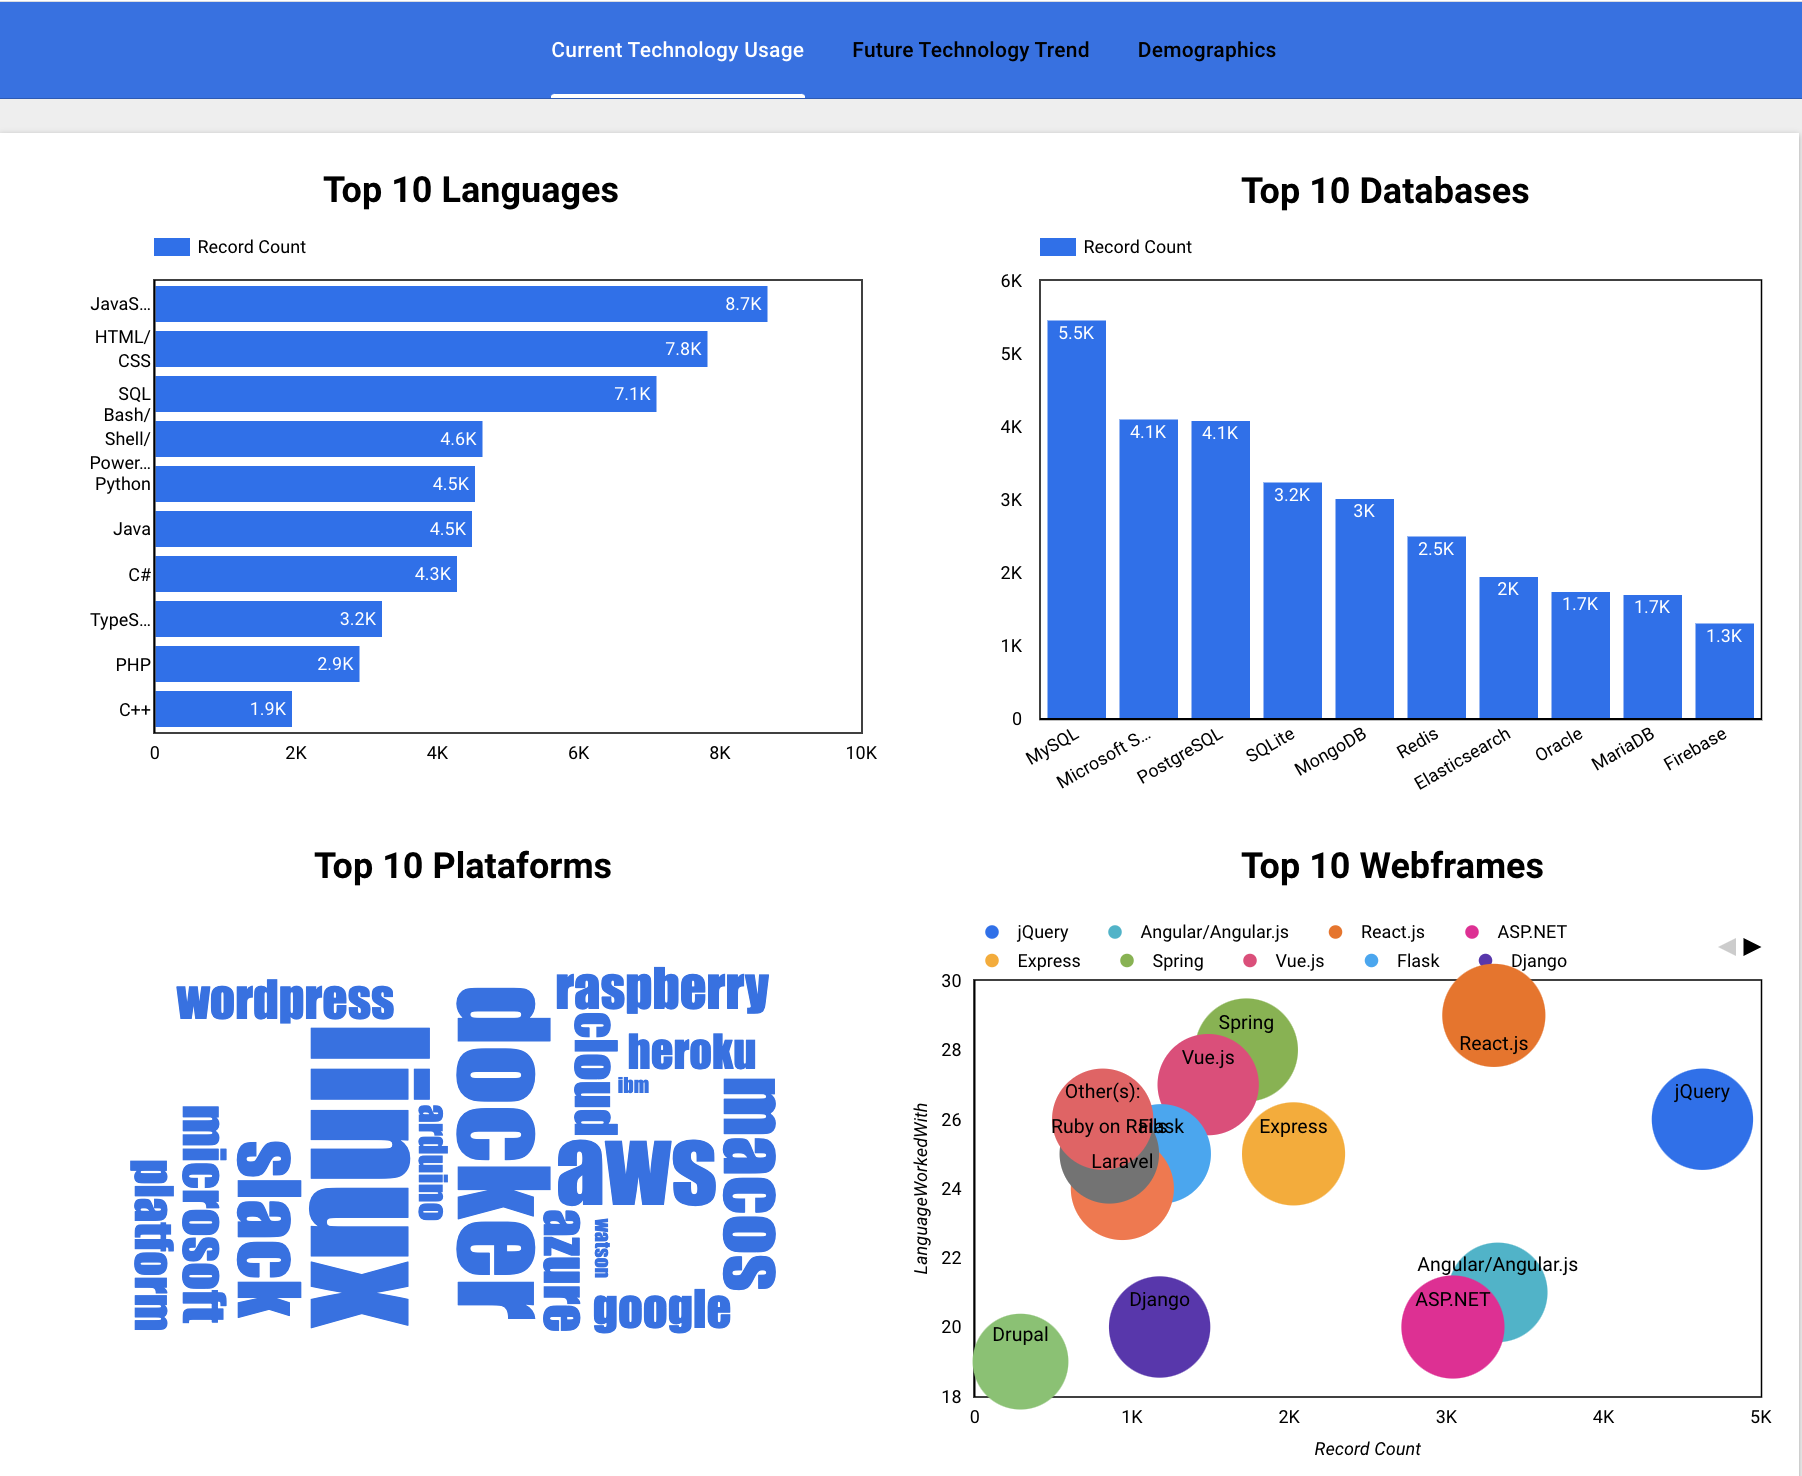 Current Technology Usage
Future Technology Trend
Demographics
Top 10 Languages
Record Count
JavaS...
8.7K
HTML/
CSS
7.8K
SQL
7.1K
Bash/
Shell/
Power...
4.6K
Python
4.5K
Java
4.5K
C#
4.3K
TypeS...
3.2K
PHP
2.9K
C++
1.9K
0 2K 4K 6K 8K 10K
Top 10 Databases
Record Count
6K
5K
4K
3K
2K
1K
0
5.5K
4.1K
4.1K
3.2K
3K
2.5K
2K
1.7K
1.7K
1.3K
MySQL
Microsoft S...
PostgreSQL
SQLite
MongoDB
Redis
Elasticsearch
Oracle
MariaDB
Firebase
Top 10 Plataforms
wordpress
linux
docker
raspberry
cloud
heroku
ibm
macos
arduino
aws
microsoft
slack
platform
azure
watson
google
Top 10 Webframes
jQuery
Angular/Angular.js
React.js
ASP.NET
Express
Spring
Vue.js
Flask
Django
30
28
26
24
22
20
18
LanguageWorkedWith
Spring
React.js
Vue.js
Other(s):
jQuery
Ruby on Rails
Flask
Express
Laravel
Angular/Angular.js
ASP.NET
Django
Drupal
0 1K 2K 3K 4K 5K
Record Count